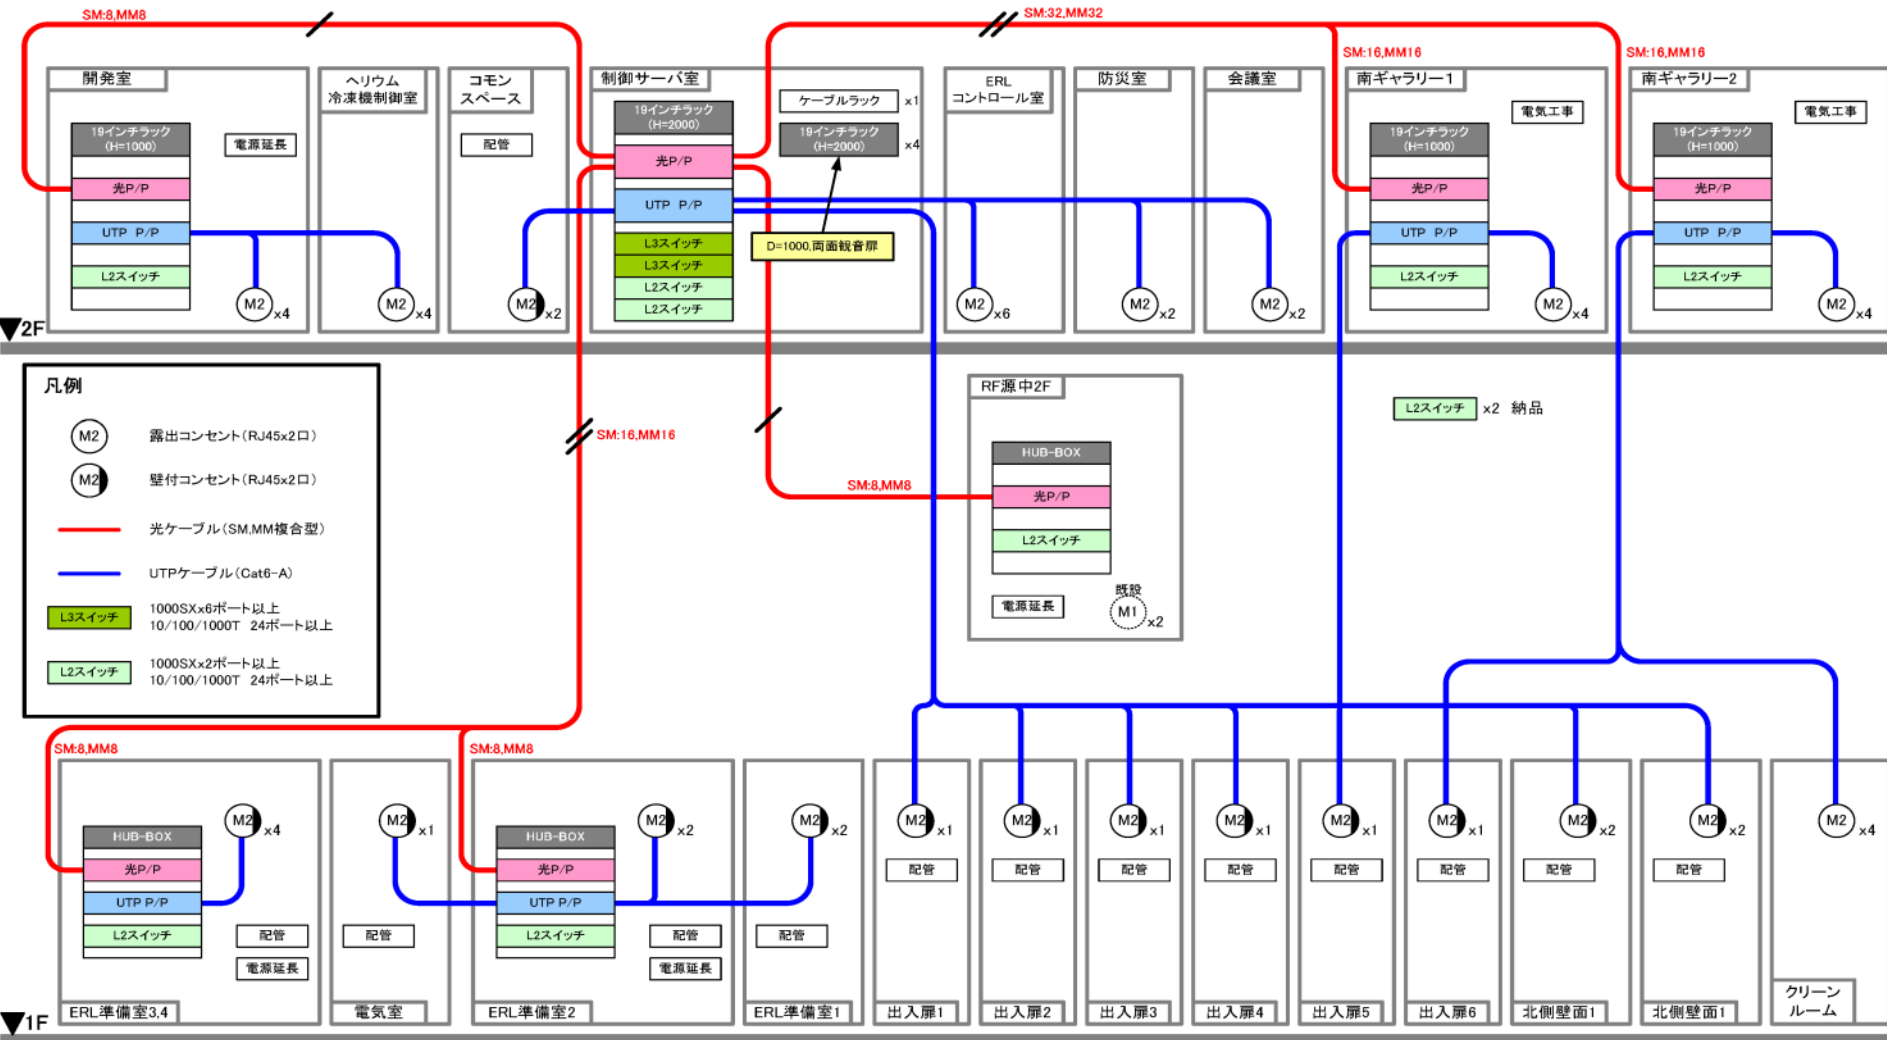 SM:8,MM8
SM:32,MM32
SM:16,MM16
SM:16,MM16
開発室
19インチラック
(H=1000)
光P/P
UTP P/P
L2スイッチ
電源延長
M2 x4
ヘリウム
冷凍機制御室
M2 x4
コモン
スペース
配管
M2 x2
制御サーバ室
19インチラック
(H=2000)
光P/P
UTP P/P
L3スイッチ
L3スイッチ
L2スイッチ
L2スイッチ
ケーブルラック x1
19インチラック
(H=2000)
x4
D=1000,両面観音扉
ERL
コントロール室
M2 x6
防災室
M2 x2
会議室
M2 x2
南ギャラリー1
電気工事
19インチラック
(H=1000)
光P/P
UTP P/P
L2スイッチ
M2 x4
南ギャラリー2
電気工事
19インチラック
(H=1000)
光P/P
UTP P/P
L2スイッチ
M2 x4
▼2F
凡例
M2 露出コンセント(RJ45x2口)
M2 壁付コンセント(RJ45x2口)
光ケーブル(SM,MM複合型)
UTPケーブル(Cat6-A)
L3スイッチ
1000SXx6ポート以上
10/100/1000T 24ポート以上
L2スイッチ
1000SXx2ポート以上
10/100/1000T 24ポート以上
SM:16,MM16
SM:8,MM8
RF源中2F
HUB-BOX
光P/P
L2スイッチ
電源延長
既設
M1 x2
L2スイッチ x2 納品
SM:8,MM8
SM:8,MM8
HUB-BOX
光P/P
UTP P/P
L2スイッチ
M2 x4
配管
電源延長
ERL準備室3,4
M2 x1
配管
電気室
HUB-BOX
光P/P
UTP P/P
L2スイッチ
M2 x2
配管
電源延長
ERL準備室2
M2 x2
配管
ERL準備室1
M2 x1
配管
出入扉1
M2 x1
配管
出入扉2
M2 x1
配管
出入扉3
M2 x1
配管
出入扉4
M2 x1
配管
出入扉5
M2 x1
配管
出入扉6
M2 x2
配管
北側壁面1
M2 x2
配管
北側壁面1
M2 x4
クリーン
ルーム
▼1F